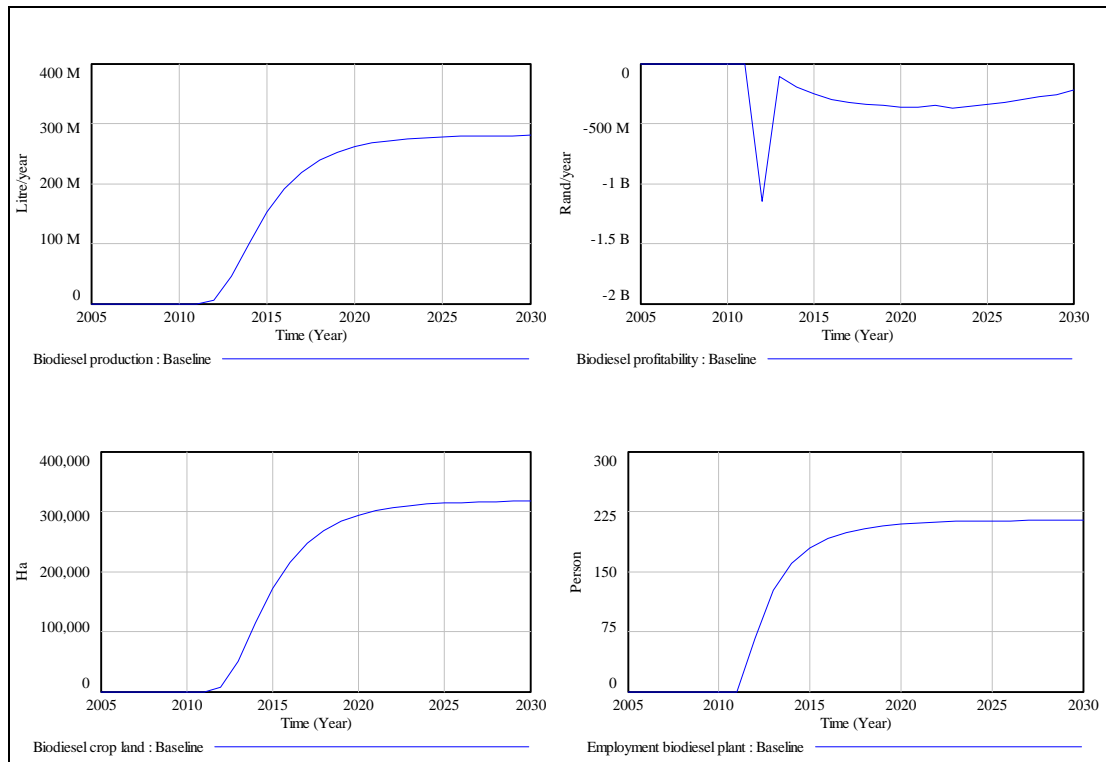 400 M
300 M
200 M
100 M
0
Litre/year
2005 2010 2015 2020 2025 2030
Time (Year)
Biodiesel production : Baseline
0
-500 M
-1 B
-1.5 B
-2 B
Rand/year
2005 2010 2015 2020 2025 2030
Time (Year)
Biodiesel profitability : Baseline
400,000
300,000
200,000
100,000
0
Ha
2005 2010 2015 2020 2025 2030
Time (Year)
Biodiesel crop land : Baseline
300
225
150
75
0
Person
2005 2010 2015 2020 2025 2030
Time (Year)
Employment biodiesel plant : Baseline